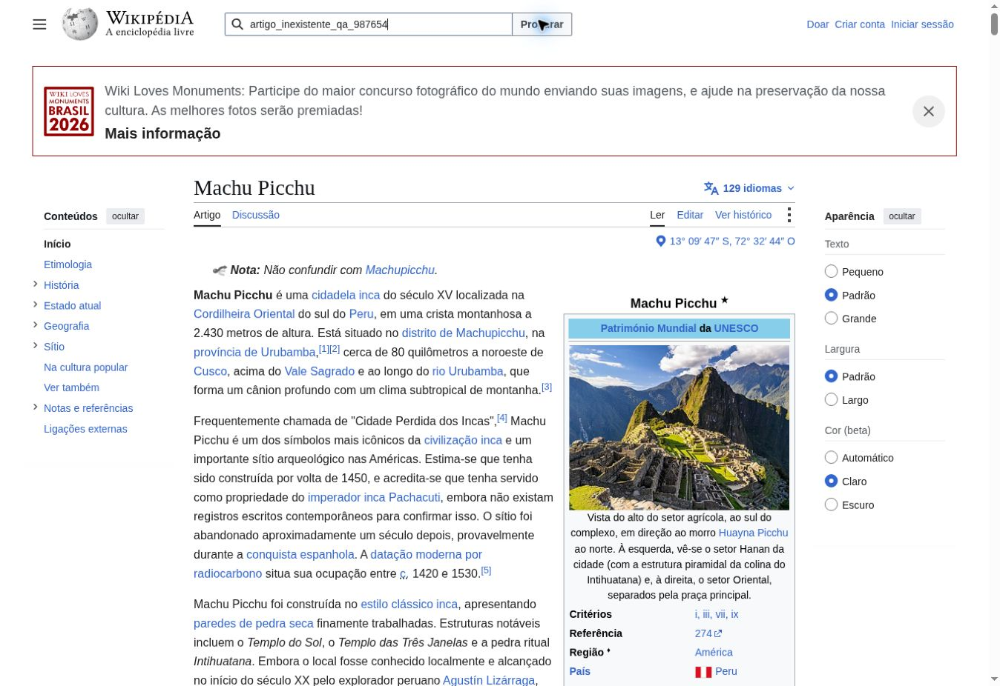 WIKIPÉDIA
A enciclopédia livre
artigo_inexistente_qa_987654
Doar Criar conta Iniciar sessão
WIKI LOVES
MONUMENTS
BRASIL
2026
Wiki Loves Monuments: Participe do maior concurso fotográfico do mundo enviando suas imagens, e ajude na preservação da nossa
cultura. As melhores fotos serão premiadas!
Mais informação
Conteúdos ocultar
Início
Etimologia
História
Estado atual
Geografia
Sítio
Na cultura popular
Ver também
Notas e referências
Ligações externas
Machu Picchu
129 idiomas
Artigo Discussão
Ler Editar Ver histórico
13° 09′ 47″ S, 72° 32′ 44″ O
Nota: Não confundir com Machupicchu.
Machu Picchu é uma cidadela inca do século XV localizada na
Cordilheira Oriental do sul do Peru, em uma crista montanhosa a
2.430 metros de altura. Está situado no distrito de Machupicchu, na
província de Urubamba,[1][2] cerca de 80 quilômetros a noroeste de
Cusco, acima do Vale Sagrado e ao longo do rio Urubamba, que
forma um cânion profundo com um clima subtropical de montanha.[3]
Frequentemente chamada de "Cidade Perdida dos Incas",[4] Machu
Picchu é um dos símbolos mais icônicos da civilização inca e um
importante sítio arqueológico nas Américas. Estima-se que tenha
sido construída por volta de 1450, e acredita-se que tenha servido
como propriedade do imperador inca Pachacuti, embora não existam
registros escritos contemporâneos para confirmar isso. O sítio foi
abandonado aproximadamente um século depois, provavelmente
durante a conquista espanhola. A datação moderna por
radiocarbono situa sua ocupação entre c. 1420 e 1530.[5]
Machu Picchu foi construída no estilo clássico inca, apresentando
paredes de pedra seca finamente trabalhadas. Estruturas notáveis
incluem o Templo do Sol, o Templo das Três Janelas e a pedra ritual
Intihuatana. Embora o local fosse conhecido localmente e alcançado
no início do século XX pelo explorador peruano Agustín Lizárraga,
Machu Picchu ★
Património Mundial da UNESCO
Vista do alto do setor agrícola, ao sul do
complexo, em direção ao morro Huayna Picchu
ao norte. À esquerda, vê-se o setor Hanan da
cidade (com a estrutura piramidal da colina do
Intihuatana) e, à direita, o setor Oriental,
separados pela praça principal.
Critérios i, iii, vii, ix
Referência 274
Região ♦ América
País Peru
Aparência ocultar
Texto
Pequeno
Padrão
Grande
Largura
Padrão
Largo
Cor (beta)
Automático
Claro
Escuro